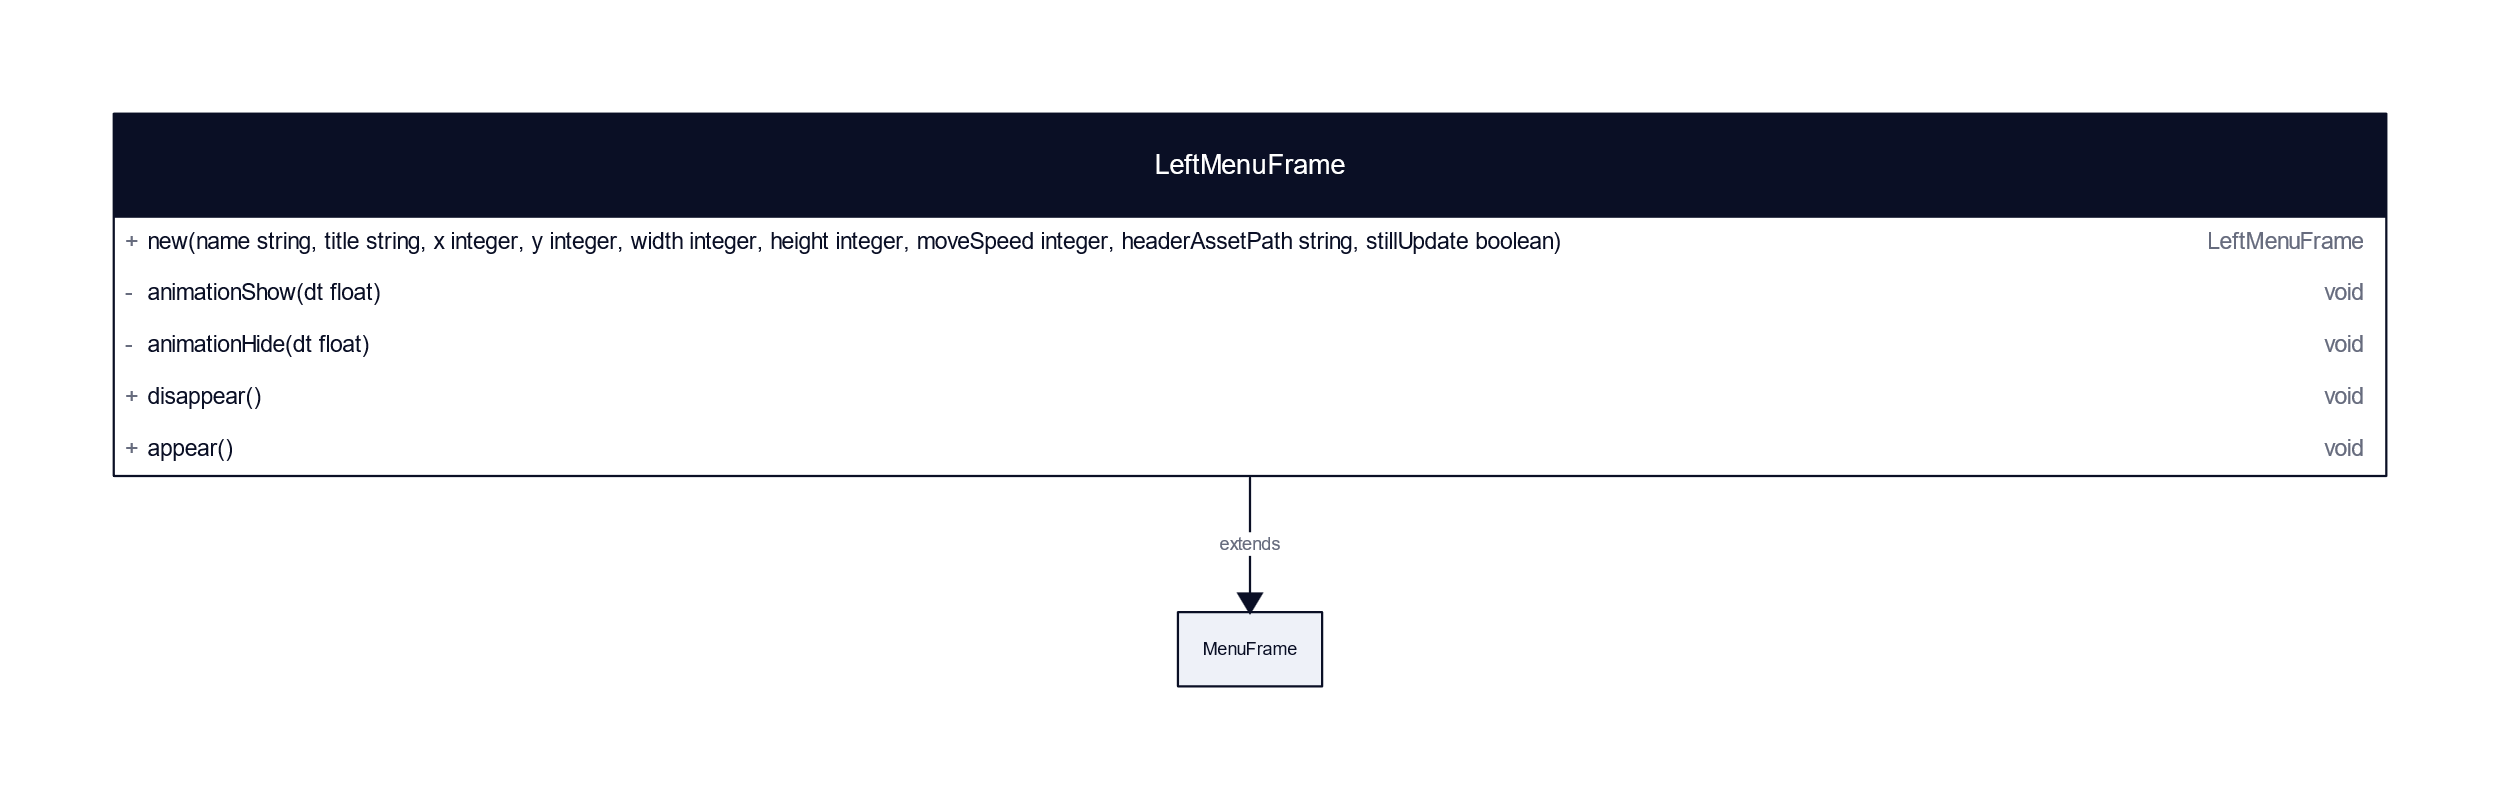 LeftMenuFrame
+ new(name string, title string, x integer, y integer, width integer, height integer, moveSpeed integer, headerAssetPath string, stillUpdate boolean) LeftMenuFrame
- animationShow(dt float) void
- animationHide(dt float) void
+ disappear() void
+ appear() void
extends
MenuFrame